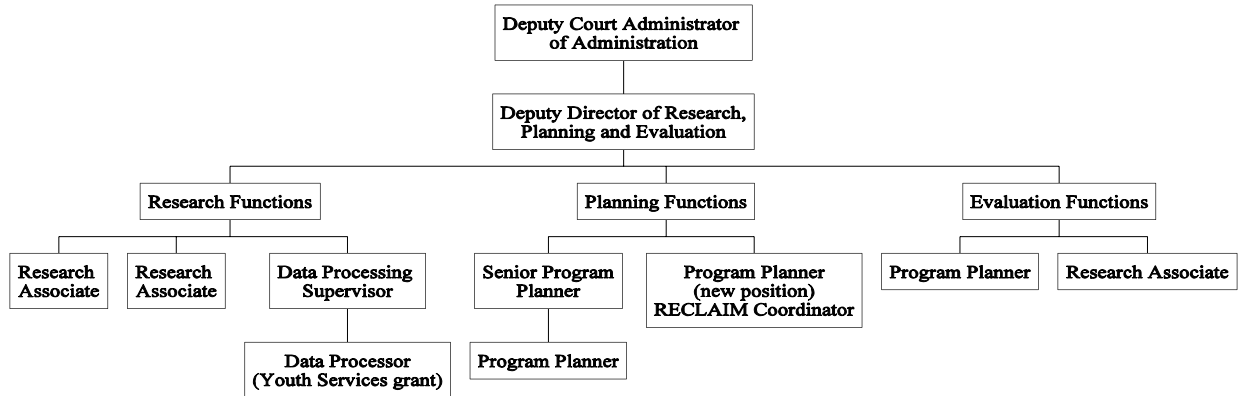 Deputy Court Administrator
of Administration
Deputy Director of Research,
Planning and Evaluation
Research Functions
Planning Functions
Evaluation Functions
Research
Associate
Research
Associate
Data Processing
Supervisor
Senior Program
Planner
Program Planner
(new position)
RECLAIM Coordinator
Program Planner
Research Associate
Data Processor
(Youth Services grant)
Program Planner